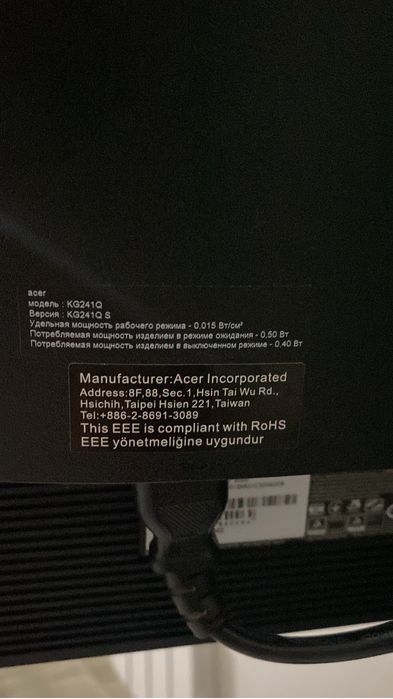 acer
модель : KG241Q
Версия : KG241Q S
Удельная мощность рабочего режима - 0,015 Вт/см²
Потребляемая мощность изделием в режиме ожидания - 0,50 Вт
Потребляемая мощность изделием в выключенном режиме - 0,40 Вт
Manufacturer:Acer Incorporated
Address:8F,88,Sec.1,Hsin Tai Wu Rd.,
Hsichih,Taipei Hsien 221,Taiwan
Tel:+886-2-8691-3089
This EEE is compliant with RoHS
EEE yönetmeliğine uygundur